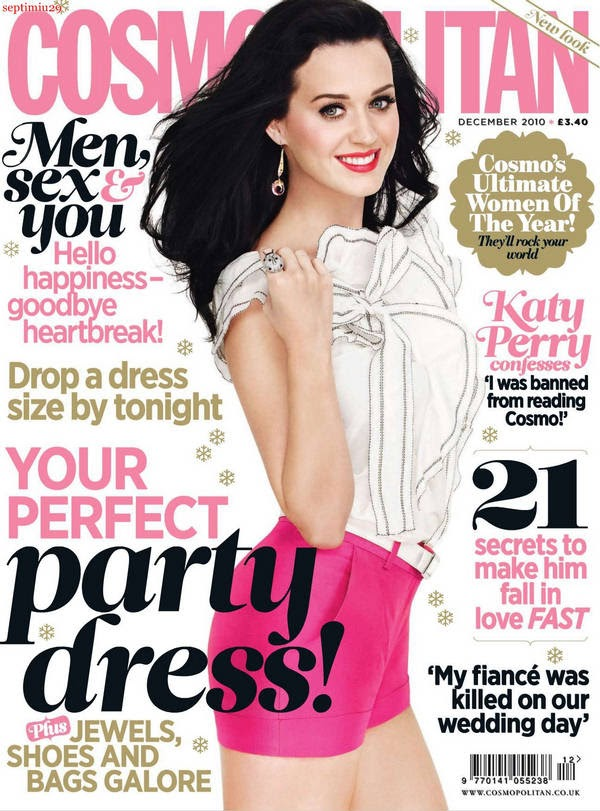 septimiu29
COSMOPOLITAN
New look
DECEMBER 2010 * £3.40
Men,
sex &
you
Hello
happiness–
goodbye
heartbreak!
Drop a dress
size by tonight
YOUR
PERFECT
party
dress!
Plus JEWELS,
SHOES AND
BAGS GALORE
Cosmo's
Ultimate
Women Of
The Year!
They'll rock your
world
Katy
Perry
confesses
'I was banned
from reading
Cosmo!'
21
secrets to
make him
fall in
love FAST
'My fiancé was
killed on our
wedding day'
12
9 770141 055238
WWW.COSMOPOLITAN.CO.UK